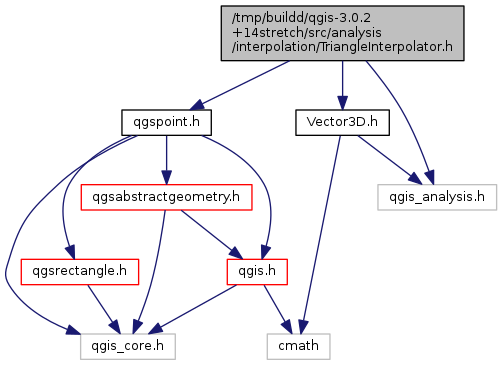 /tmp/buildd/qgis-3.0.2
+14stretch/src/analysis
/interpolation/TriangleInterpolator.h
qgspoint.h
Vector3D.h
qgsabstractgeometry.h
qgis_analysis.h
qgsrectangle.h
qgis.h
qgis_core.h
cmath